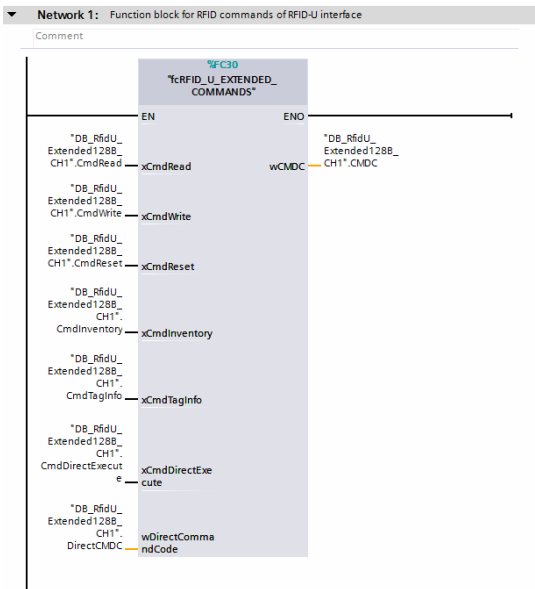 Network 1: Function block for RFID commands of RFID-U interface
Comment
%FC30
"fcRFID_U_EXTENDED_
COMMANDS"
EN
ENO
"DB_RfidU_
Extended128B_
CH1".CmdRead
xCmdRead
wCMDC
"DB_RfidU_
Extended128B_
CH1".CMDC
"DB_RfidU_
Extended128B_
CH1".CmdWrite
xCmdWrite
"DB_RfidU_
Extended128B_
CH1".CmdReset
xCmdReset
"DB_RfidU_
Extended128B_
CH1".
CmdInventory
xCmdInventory
"DB_RfidU_
Extended128B_
CH1".
CmdTagInfo
xCmdTagInfo
"DB_RfidU_
Extended128B_
CH1".
CmdDirectExecut
e
xCmdDirectExe
cute
"DB_RfidU_
Extended128B_
CH1".
DirectCMDC
wDirectComma
ndCode